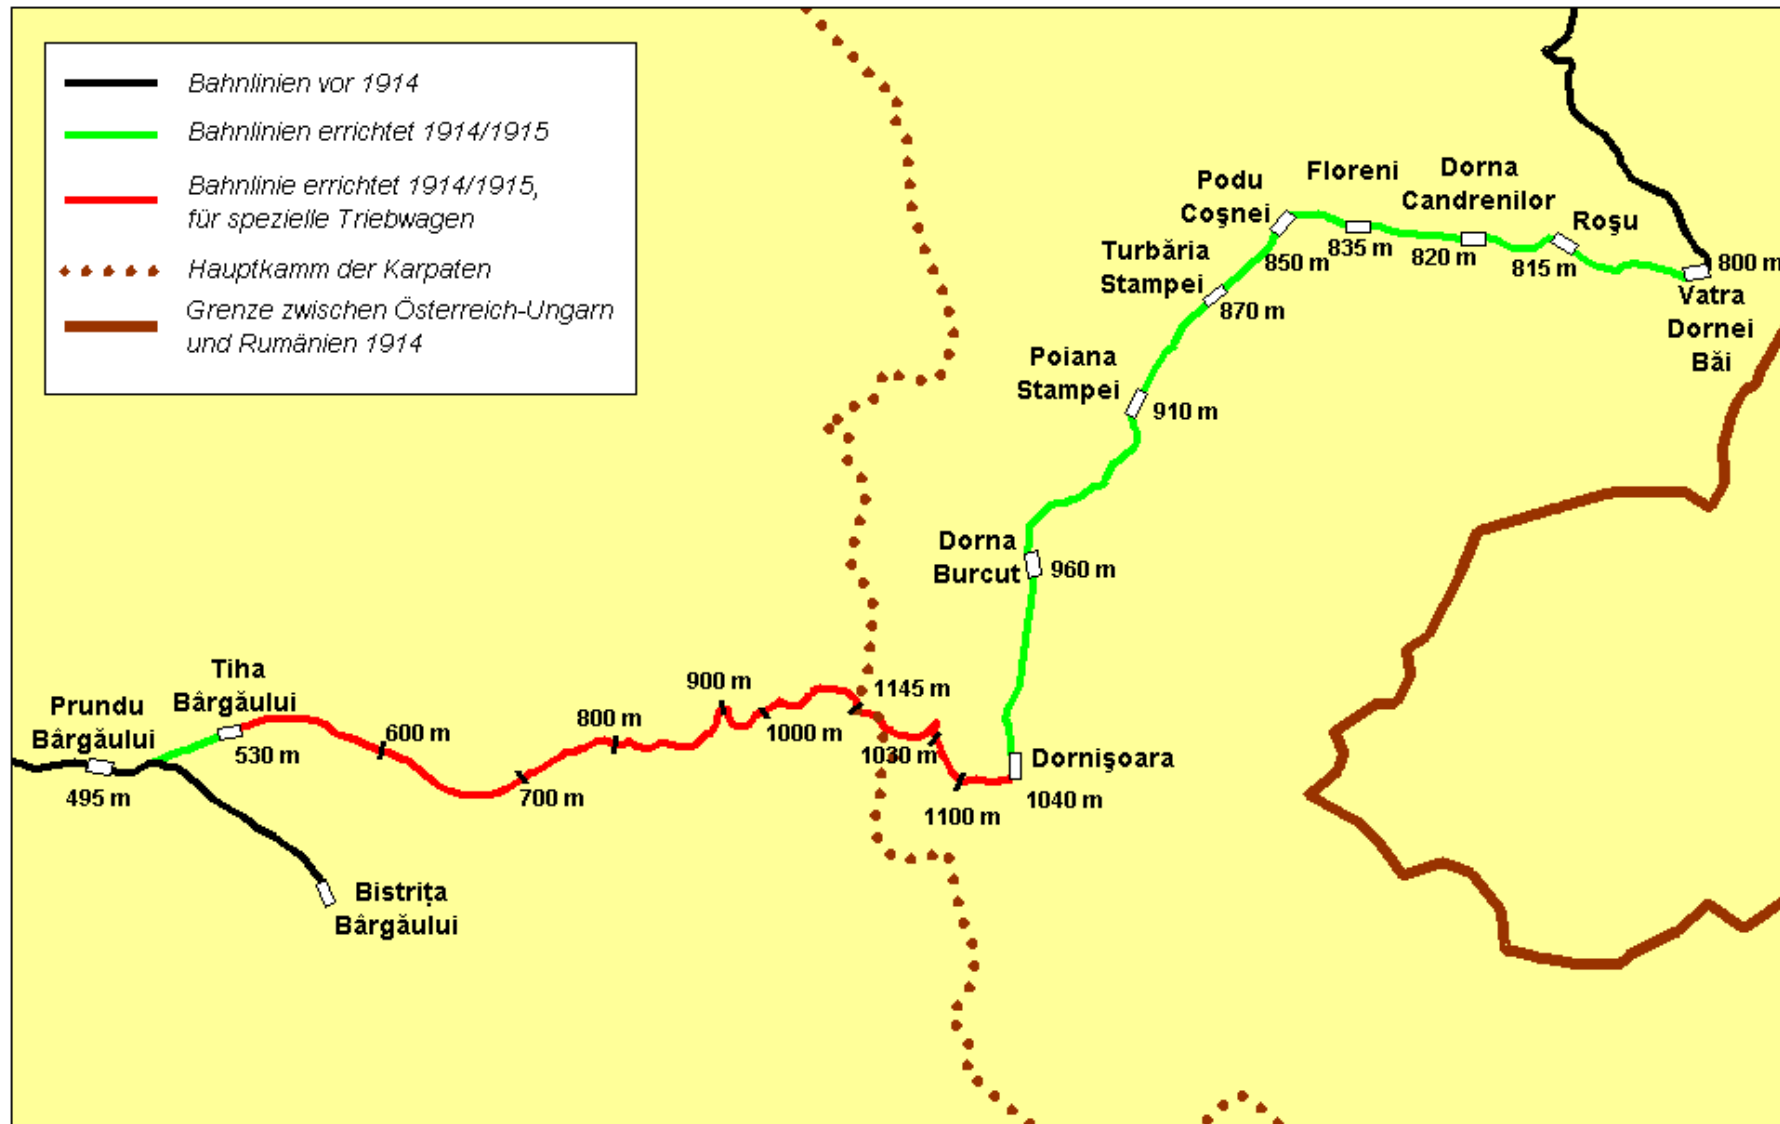 Bahnlinien vor 1914
Bahnlinien errichtet 1914/1915
Bahnlinie errichtet 1914/1915,
für spezielle Triebwagen
Hauptkamm der Karpaten
Grenze zwischen Österreich-Ungarn
und Rumänien 1914
Podu
Coşnei
850 m
Floreni
835 m
Dorna
Candrenilor
820 m
Roşu
815 m
800 m
Vatra
Dornei
Băi
Turbăria
Stampei
870 m
Poiana
Stampei
910 m
Dorna
Burcut
960 m
Tiha
Bârgăului
530 m
Prundu
Bârgăului
495 m
600 m
700 m
800 m
900 m
1000 m
1145 m
1030 m
1100 m
Dornişoara
1040 m
Bistriţa
Bârgăului